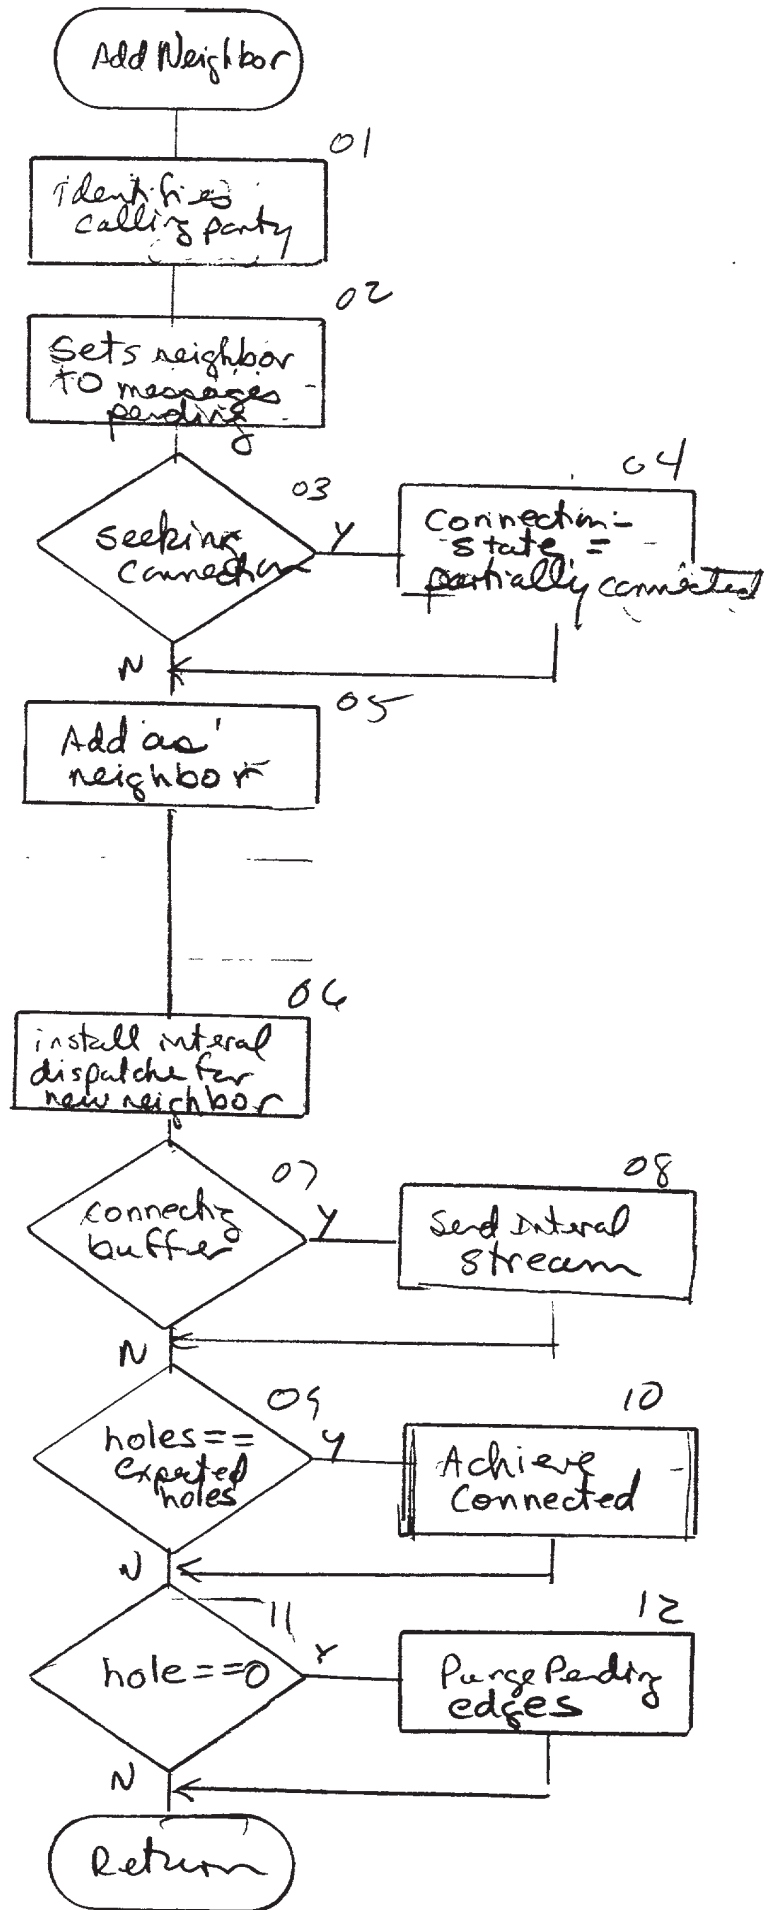 Add Neighbor
01
identifies
calling party
02
Sets neighbor
to messages
pending
03
seeking
connection
Y
04
Connection-
state =
partially connected
N
05
Add as
neighbor
06
install interal
dispatche for
new neighbor
07
connectig
buffer
Y
08
Send Interal
stream
N
09
holes==
expected
holes
Y
10
Achieve
Connected
N
11
hole==0
Y
12
Purge Pending
edges
N
Return